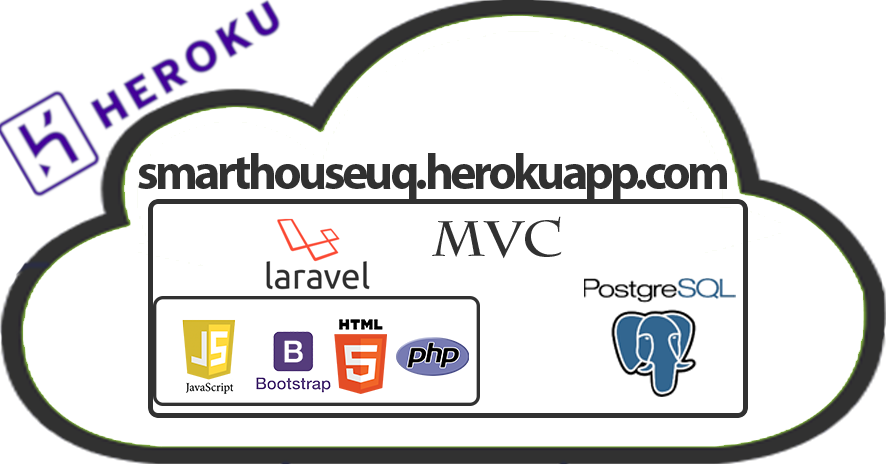 HEROKU
smarthouseuq.herokuapp.com
laravel
MVC
PostgreSQL
JS
JavaScript
B
Bootstrap
HTML
5
php